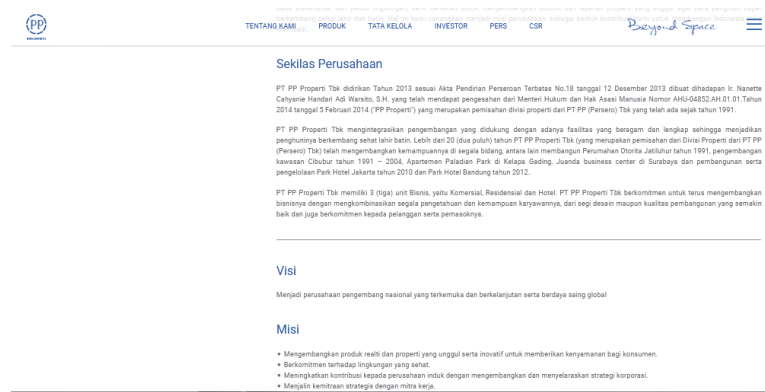 PP
PROPERTI
TENTANG KAMI PRODUK TATA KELOLA INVESTOR PERS CSR
Beyond Space
Sekilas Perusahaan
PT PP Properti Tbk didirikan Tahun 2013 sesuai Akta Pendirian Perseroan Terbatas No.18 tanggal 12 Desember 2013 dibuat dihadapan Ir. Nanette
Cahyanie Handari Adi Warsito, S.H. yang telah mendapat pengesahan dari Menteri Hukum dan Hak Asasi Manusia Nomor AHU-04852.AH.01.01.Tahun
2014 tanggal 5 Februari 2014 ("PP Properti") yang merupakan pemisahan divisi properti dari PT PP (Persero) Tbk yang telah ada sejak tahun 1991.
PT PP Properti Tbk mengintegrasikan pengembangan yang didukung dengan adanya fasilitas yang beragam dan lengkap sehingga menjadikan
penghuninya berkembang sehat lahir batin. Lebih dari 20 (dua puluh) tahun PT PP Properti Tbk (yang merupakan pemisahan dari Divisi Properti dari PT PP
(Persero) Tbk) telah mengembangkan kemampuannya di segala bidang, antara lain membangun Perumahan Otorita Jatiluhur tahun 1991, pengembangan
kawasan Cibubur tahun 1991 – 2004, Apartemen Paladian Park di Kelapa Gading, Juanda business center di Surabaya dan pembangunan serta
pengelolaan Park Hotel Jakarta tahun 2010 dan Park Hotel Bandung tahun 2012.
PT PP Properti Tbk memiliki 3 (tiga) unit Bisnis, yaitu Komersial, Residensial dan Hotel. PT PP Properti Tbk berkomitmen untuk terus mengembangkan
bisnisnya dengan mengkombinasikan segala pengetahuan dan kemampuan karyawannya, dari segi desain maupun kualitas pembangunan yang semakin
baik dan juga berkomitmen kepada pelanggan serta pemasoknya.
Visi
Menjadi perusahaan pengembang nasional yang terkemuka dan berkelanjutan serta berdaya saing global
Misi
• Mengembangkan produk realti dan properti yang unggul serta inovatif untuk memberikan kenyamanan bagi konsumen.
• Berkomitmen terhadap lingkungan yang sehat.
• Meningkatkan kontribusi kepada perusahaan induk dengan mengembangkan dan menyelaraskan strategi korporasi.
• Menjalin kemitraan strategis dengan mitra kerja.